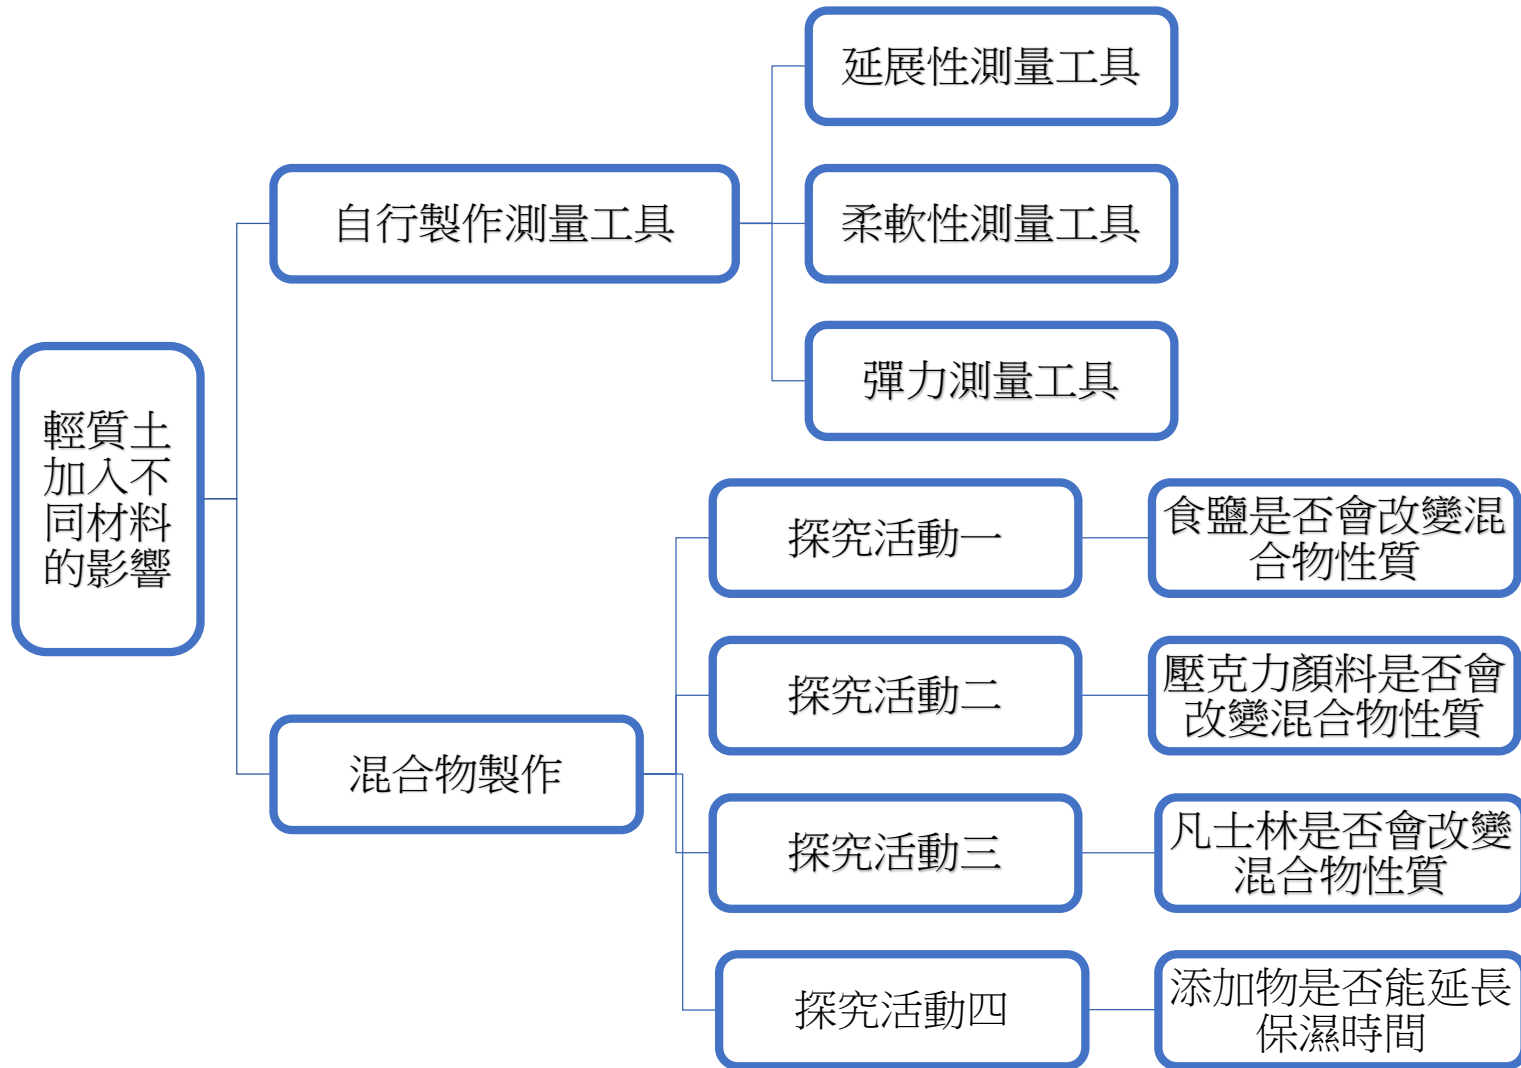 輕質土
加入不
同材料
的影響
自行製作測量工具
延展性測量工具
柔軟性測量工具
彈力測量工具
混合物製作
探究活動一
食鹽是否會改變混
合物性質
探究活動二
壓克力顏料是否會
改變混合物性質
探究活動三
凡士林是否會改變
混合物性質
探究活動四
添加物是否能延長
保濕時間